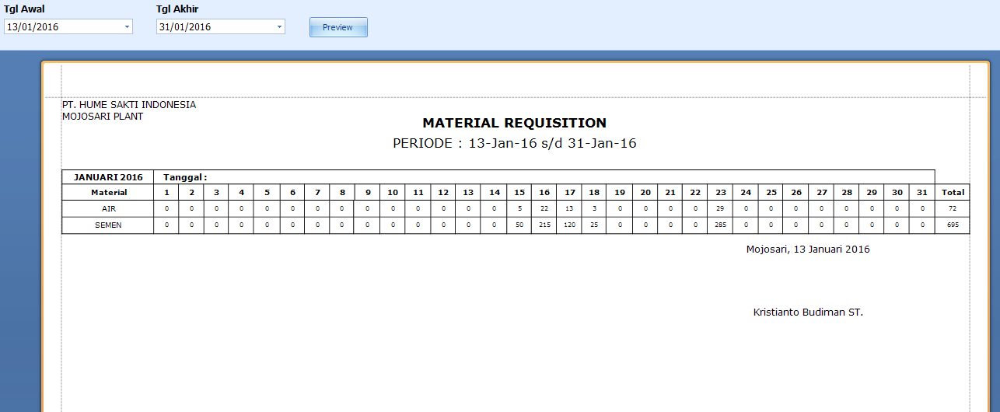 Tgl Awal Tgl Akhir
13/01/2016 31/01/2016 Preview
PT. HUME SAKTI INDONESIA
MOJOSARI PLANT
MATERIAL REQUISITION
PERIODE : 13-Jan-16 s/d 31-Jan-16
JANUARI 2016 Tanggal :
Material 1 2 3 4 5 6 7 8 9 10 11 12 13 14 15 16 17 18 19 20 21 22 23 24 25 26 27 28 29 30 31 Total
AIR 0 0 0 0 0 0 0 0 0 0 0 0 0 0 5 22 13 3 0 0 0 0 29 0 0 0 0 0 0 0 0 72
SEMEN 0 0 0 0 0 0 0 0 0 0 0 0 0 0 50 215 120 25 0 0 0 0 285 0 0 0 0 0 0 0 0 695
Mojosari, 13 Januari 2016
Kristianto Budiman ST.